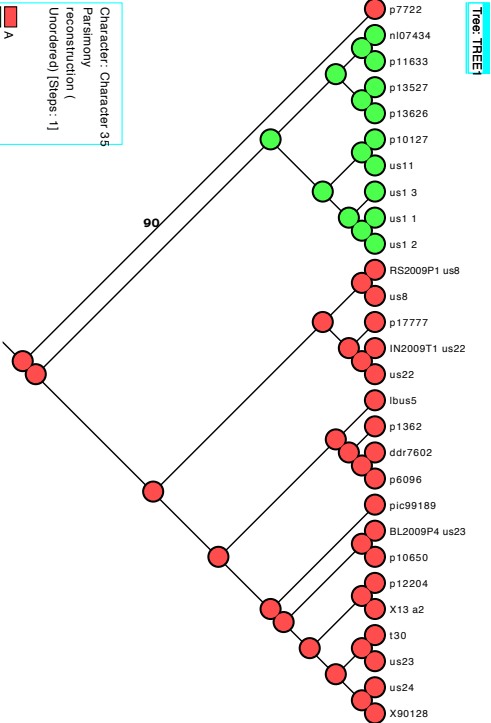 Tree: TREE1
Character: Character 35
Parsimony
reconstruction (
Unordered) [Steps: 1]
A
90
p7722
nl07434
p11633
p13527
p13626
p10127
us11
us1 3
us1 1
us1 2
RS2009P1 us8
us8
p17777
IN2009T1 us22
us22
lbus5
p1362
ddr7602
p6096
pic99189
BL2009P4 us23
p10650
p12204
X13 a2
t30
us23
us24
X90128